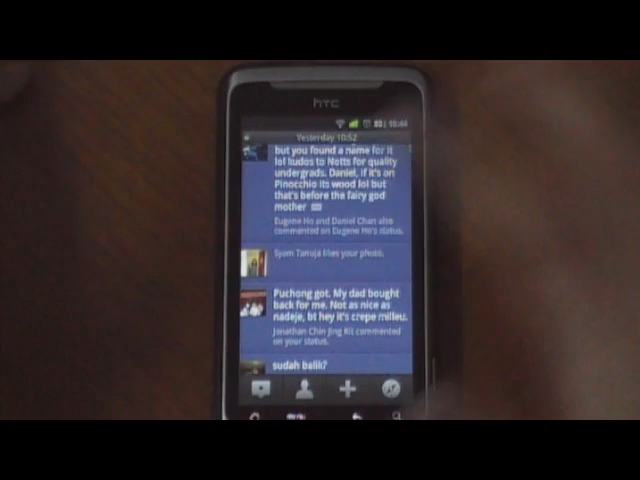 htc
10:44
Yesterday 10:52
but you found a name for it
lol kudos to Notts for quality
undergrads. Daniel, if it's on
Pinocchio its wood lol but
that's before the fairy god
mother
Eugene Ho and Daniel Chan also
commented on Eugene Ho's status.
Syam Tanuja likes your photo.
Puchong got. My dad bought
back for me. Not as nice as
nadeje, bt hey it's crepe milleu.
Jonathan Chin Jing Kit commented
on your status.
sudah balik?